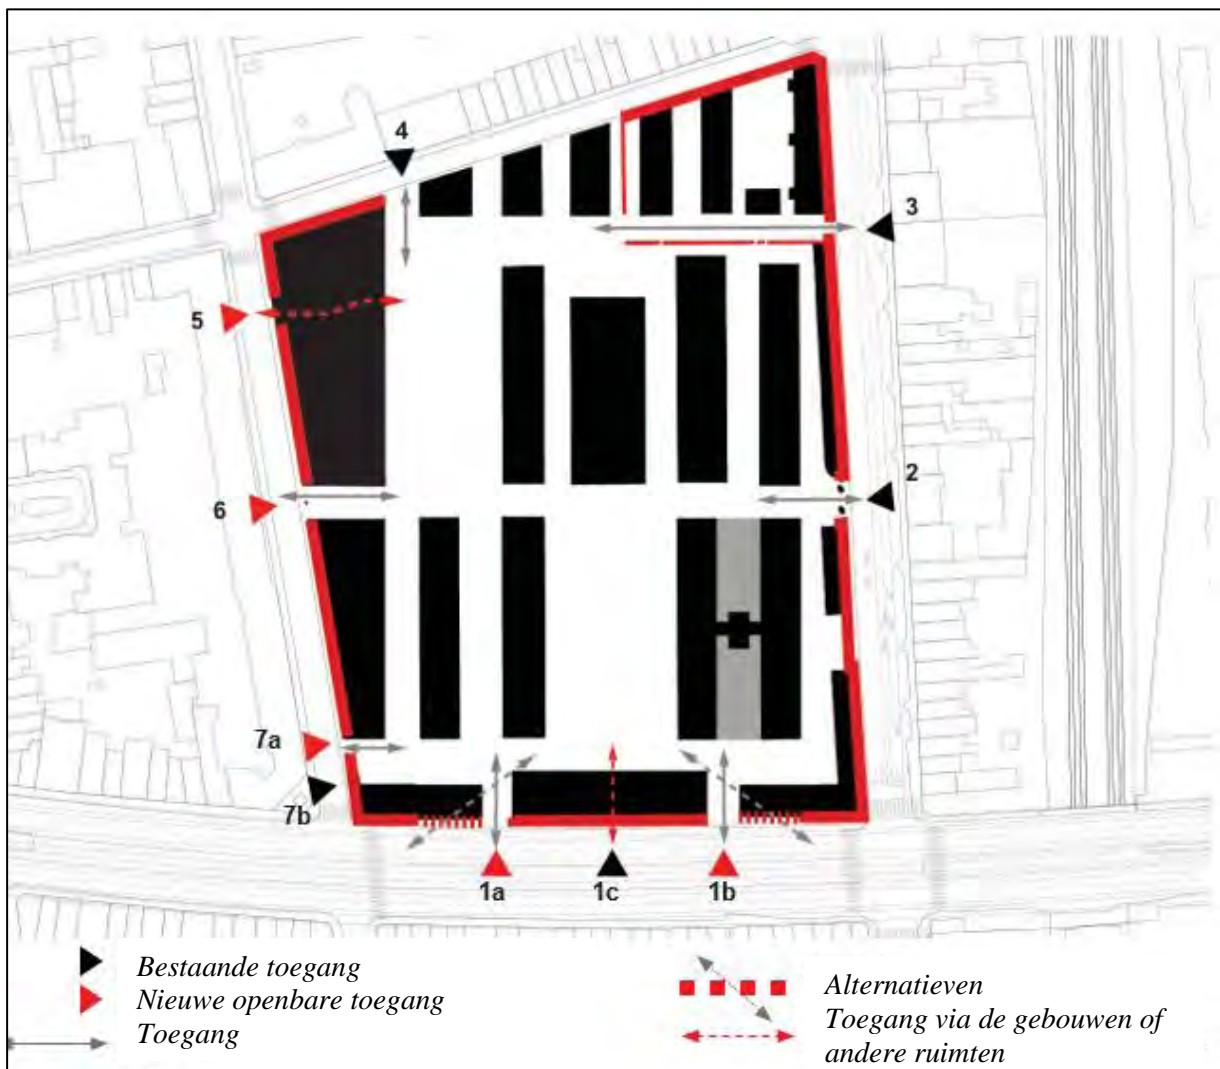 4
3
5
2
6
7a
7b
1a
1c
1b
Bestaande toegang
Nieuwe openbare toegang
Toegang
Alternatieven
Toegang via de gebouwen of
andere ruimten